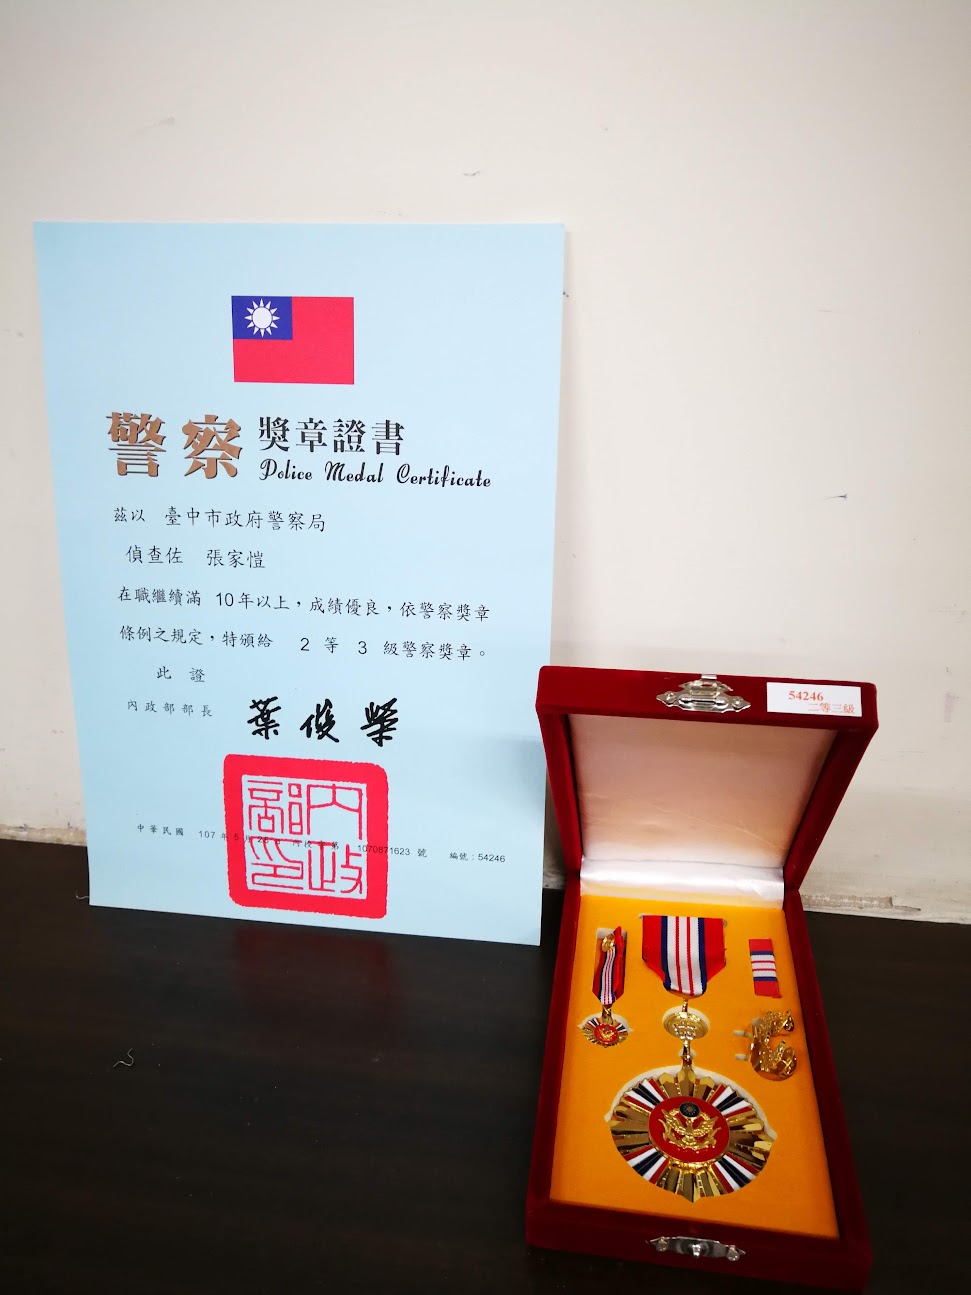 警察 獎章證書
Police Medal Certificate
茲以 臺中市政府警察局
偵查佐 張家愷
在職繼續滿 10年以上,成績優良,依警察獎章
條例之規定,特頒給 2 等 3 級警察獎章。
此 證
內政部部長 葉俊榮
內政部印
中華民國 107 年 5 月 28 日 內授 第 1070871623 號 編號:54246
54246
二等三級